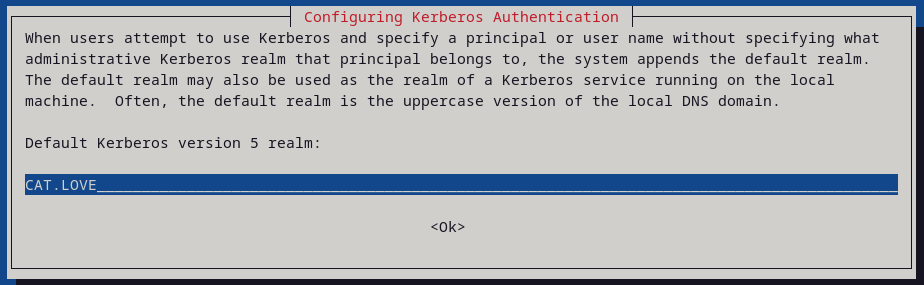 Configuring Kerberos Authentication
When users attempt to use Kerberos and specify a principal or user name without specifying what
administrative Kerberos realm that principal belongs to, the system appends the default realm.
The default realm may also be used as the realm of a Kerberos service running on the local
machine.  Often, the default realm is the uppercase version of the local DNS domain.
Default Kerberos version 5 realm:
CAT.LOVE
<Ok>